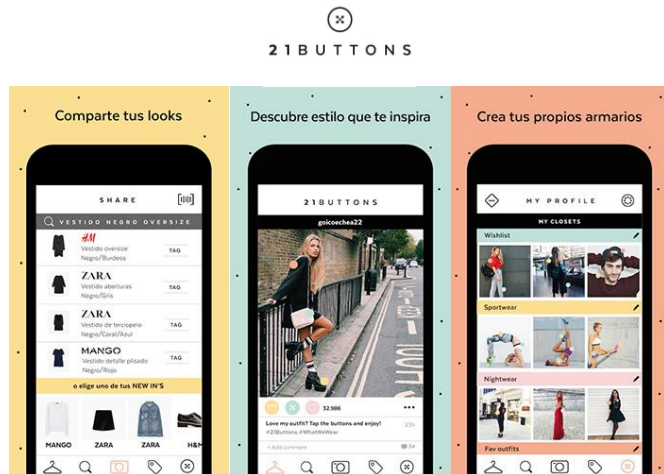 21BUTTONS
Comparte tus looks
SHARE
VESTIDO NEGRO OVERSIZE
H&M
Vestido oversize
Negro/Burdeos
TAG
ZARA
Vestido aberturas
Negro/Gris
TAG
ZARA
Vestido de terciopelo
Negro/Coral/Azul
TAG
MANGO
Vestido detalle plisado
Negro/Rojo
TAG
o elige uno de tus NEW IN'S
MANGO ZARA ZARA H&M
Descubre estilo que te inspira
21BUTTONS
goicoechea22
32.986
Love my outfit? Tap the buttons and enjoy!
#21Buttons #WhatWeWear
+ Add comment
34
Crea tus propios armarios
MY PROFILE
MY CLOSETS
Wishlist
Sportwear
Nightwear
Fav outfits